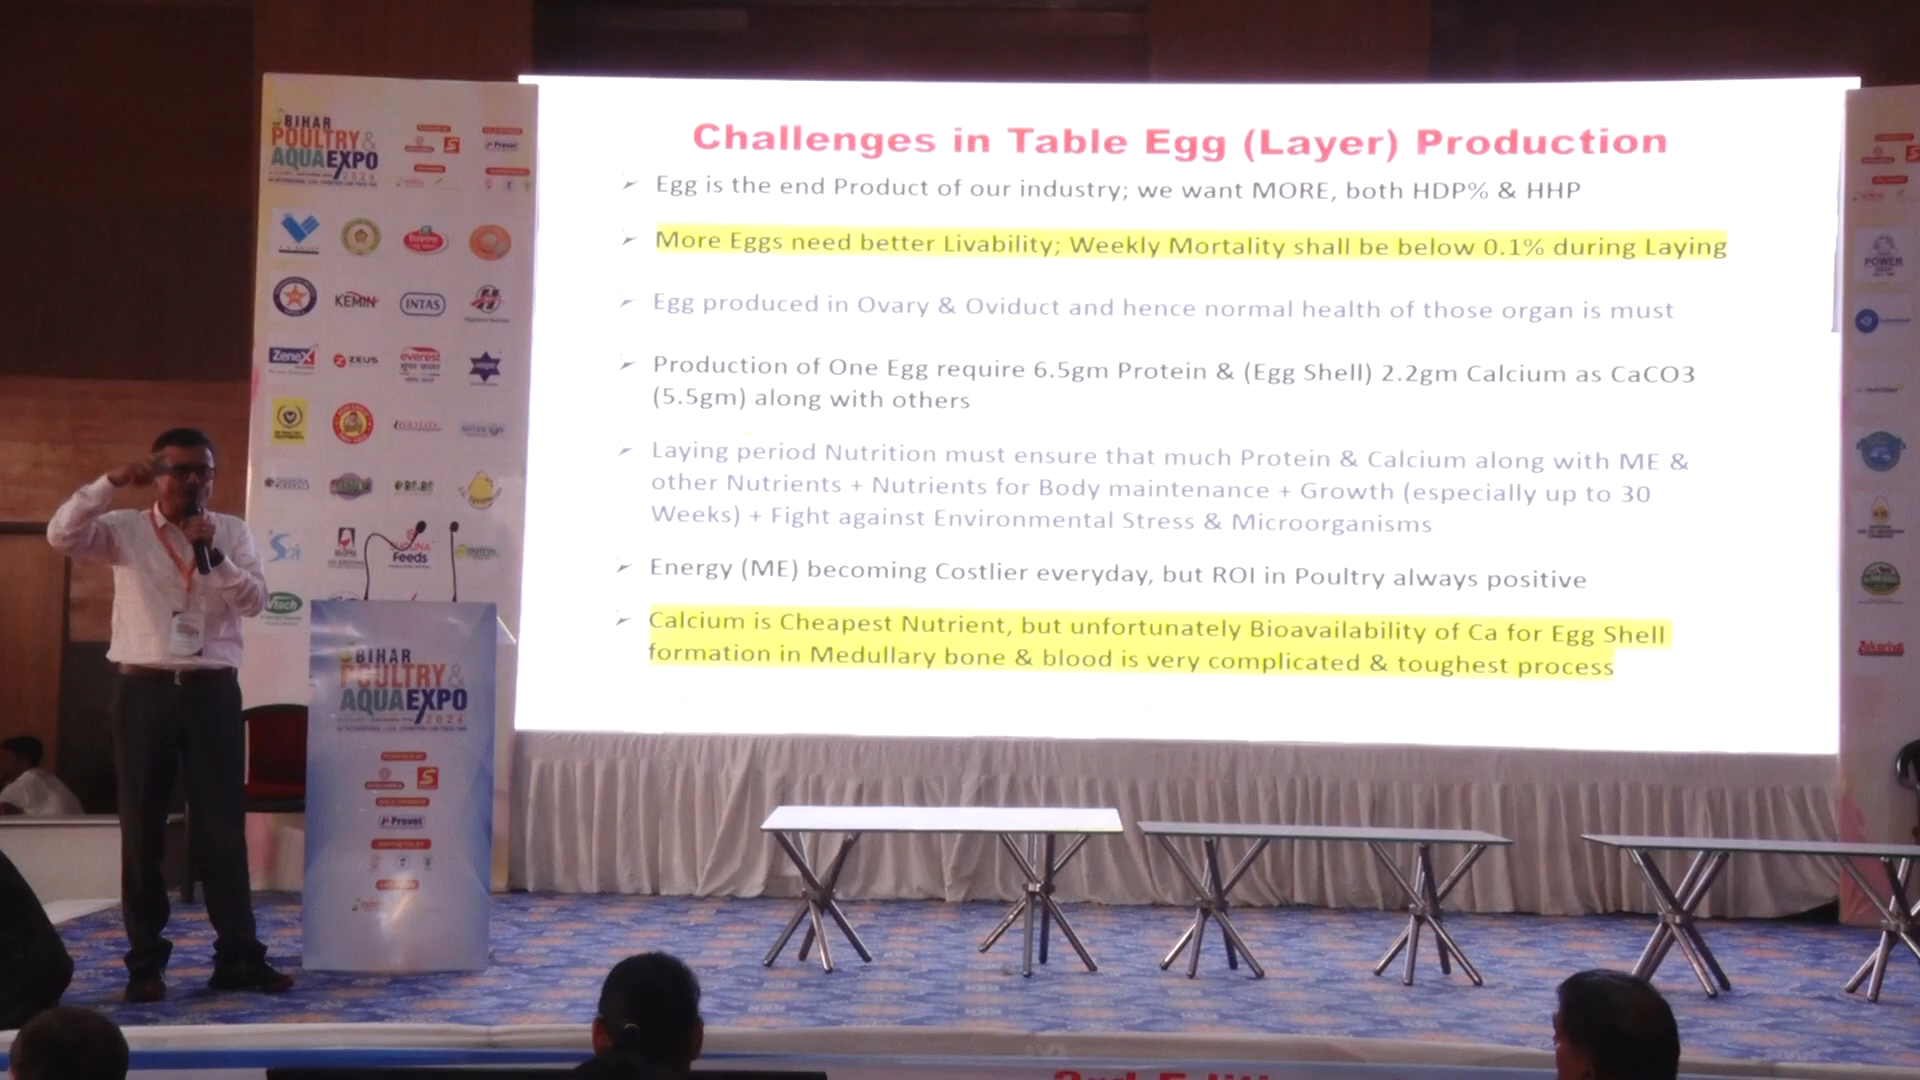 BIHAR
POULTRY &
AQUA EXPO
2024
Provet
KEMIN
INTAS
ZeneX
ZEUS
everest
Feeds
Vtech
Challenges in Table Egg (Layer) Production
Egg is the end Product of our industry; we want MORE, both HDP% & HHP
More Eggs need better Livability; Weekly Mortality shall be below 0.1% during Laying
Egg produced in Ovary & Oviduct and hence normal health of those organ is must
Production of One Egg require 6.5gm Protein & (Egg Shell) 2.2gm Calcium as CaCO3
(5.5gm) along with others
Laying period Nutrition must ensure that much Protein & Calcium along with ME &
other Nutrients + Nutrients for Body maintenance + Growth (especially up to 30
Weeks) + Fight against Environmental Stress & Microorganisms
Energy (ME) becoming Costlier everyday, but ROI in Poultry always positive
Calcium is Cheapest Nutrient, but unfortunately Bioavailability of Ca for Egg Shell
formation in Medullary bone & blood is very complicated & toughest process
POWER
BIHAR
POULTRY &
AQUA EXPO
2024
Provet